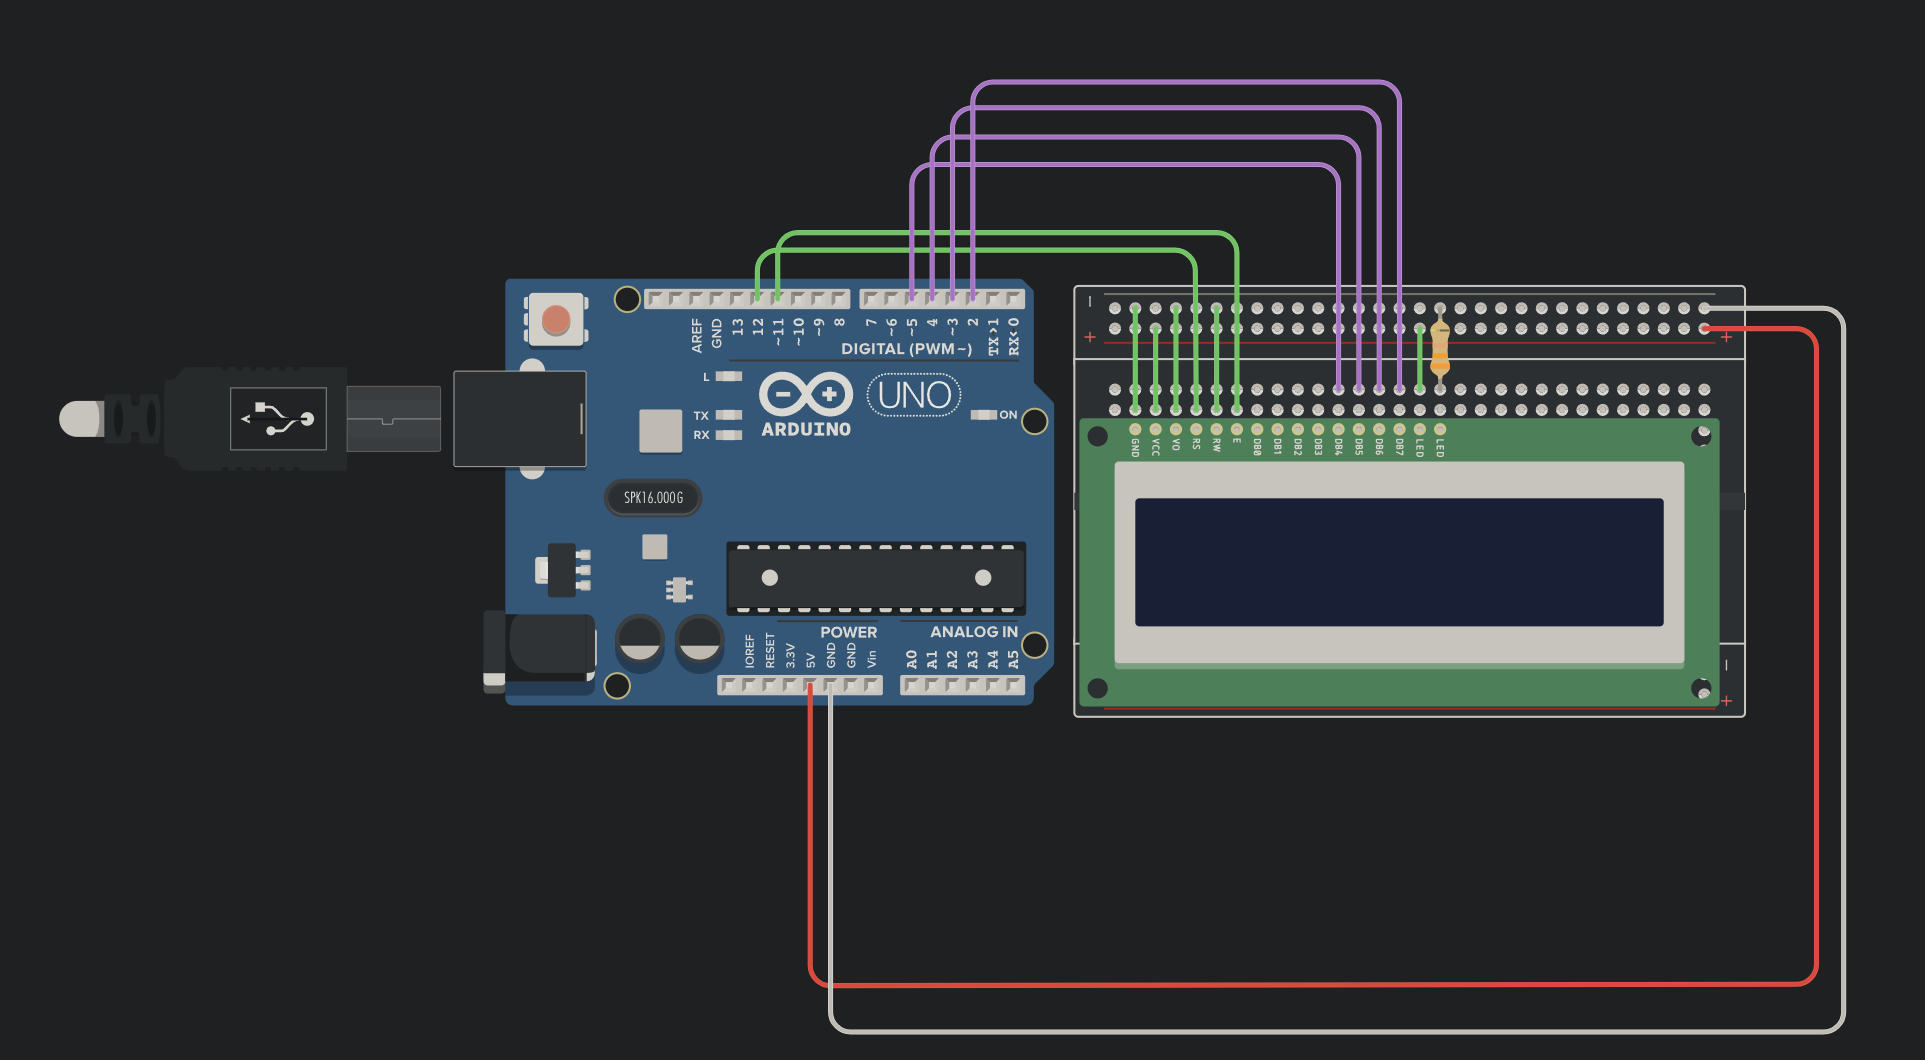 AREF
GND
13
12
~11
~10
~9
8
7
~6
~5
4
~3
2
TX>1
RX<0
DIGITAL (PWM~)
L
TX
RX
ON
UNO
ARDUINO
SPK16.000G
POWER
ANALOG IN
IOREF
RESET
3.3V
5V
GND
GND
Vin
A0
A1
A2
A3
A4
A5
−
+
+
GND
VCC
VO
RS
RW
E
DB0
DB1
DB2
DB3
DB4
DB5
DB6
DB7
LED
LED
−
+